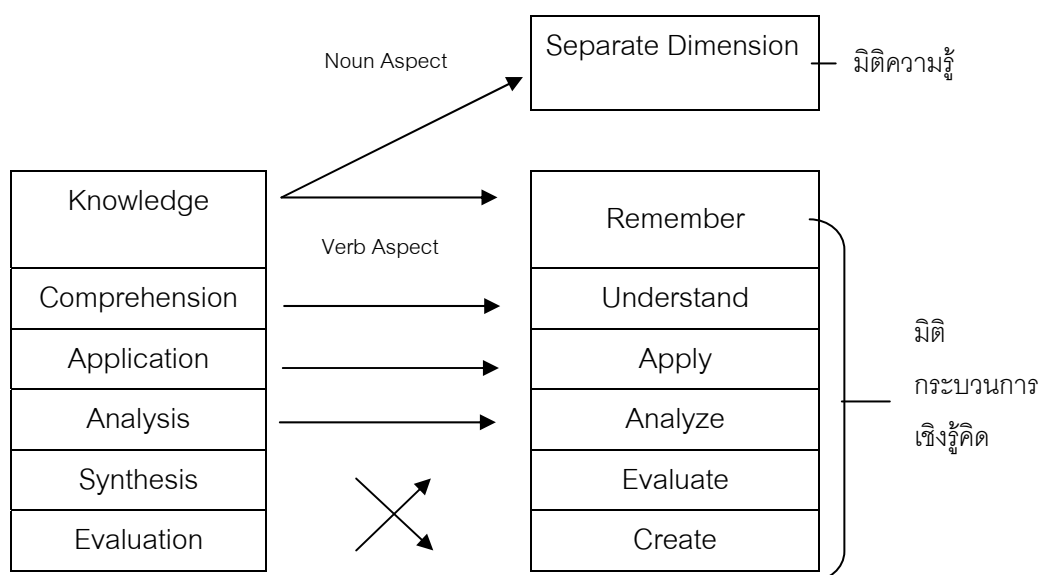 Noun Aspect
Separate Dimension
มิติความรู้
Knowledge
Remember
Verb Aspect
Comprehension
Understand
Application
Apply
Analysis
Analyze
Synthesis
Evaluate
Evaluation
Create
มิติ
กระบวนการ
เชิงรู้คิด